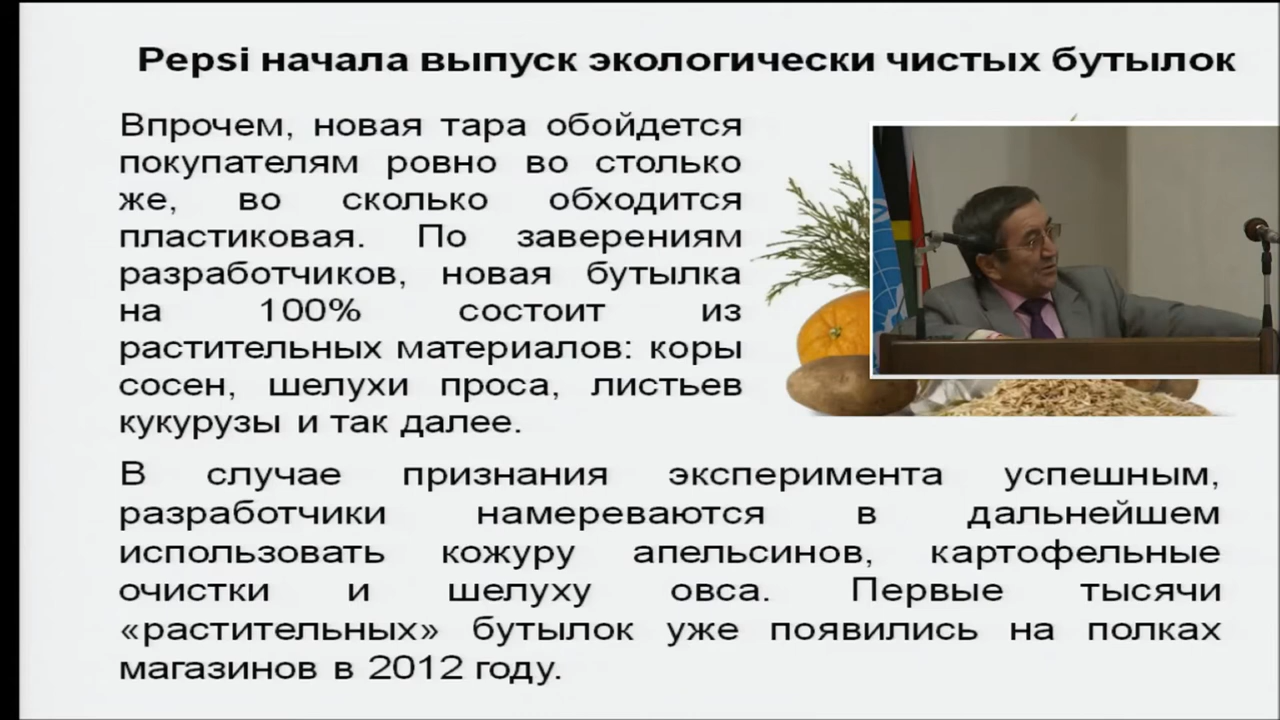 Pepsi начала выпуск экологически чистых бутылок
Впрочем, новая тара обойдется
покупателям ровно во столько
же, во сколько обходится
пластиковая. По заверениям
разработчиков, новая бутылка
на 100% состоит из
растительных материалов: коры
сосен, шелухи проса, листьев
кукурузы и так далее.
В случае признания эксперимента успешным,
разработчики намереваются в дальнейшем
использовать кожуру апельсинов, картофельные
очистки и шелуху овса. Первые тысячи
«растительных» бутылок уже появились на полках
магазинов в 2012 году.